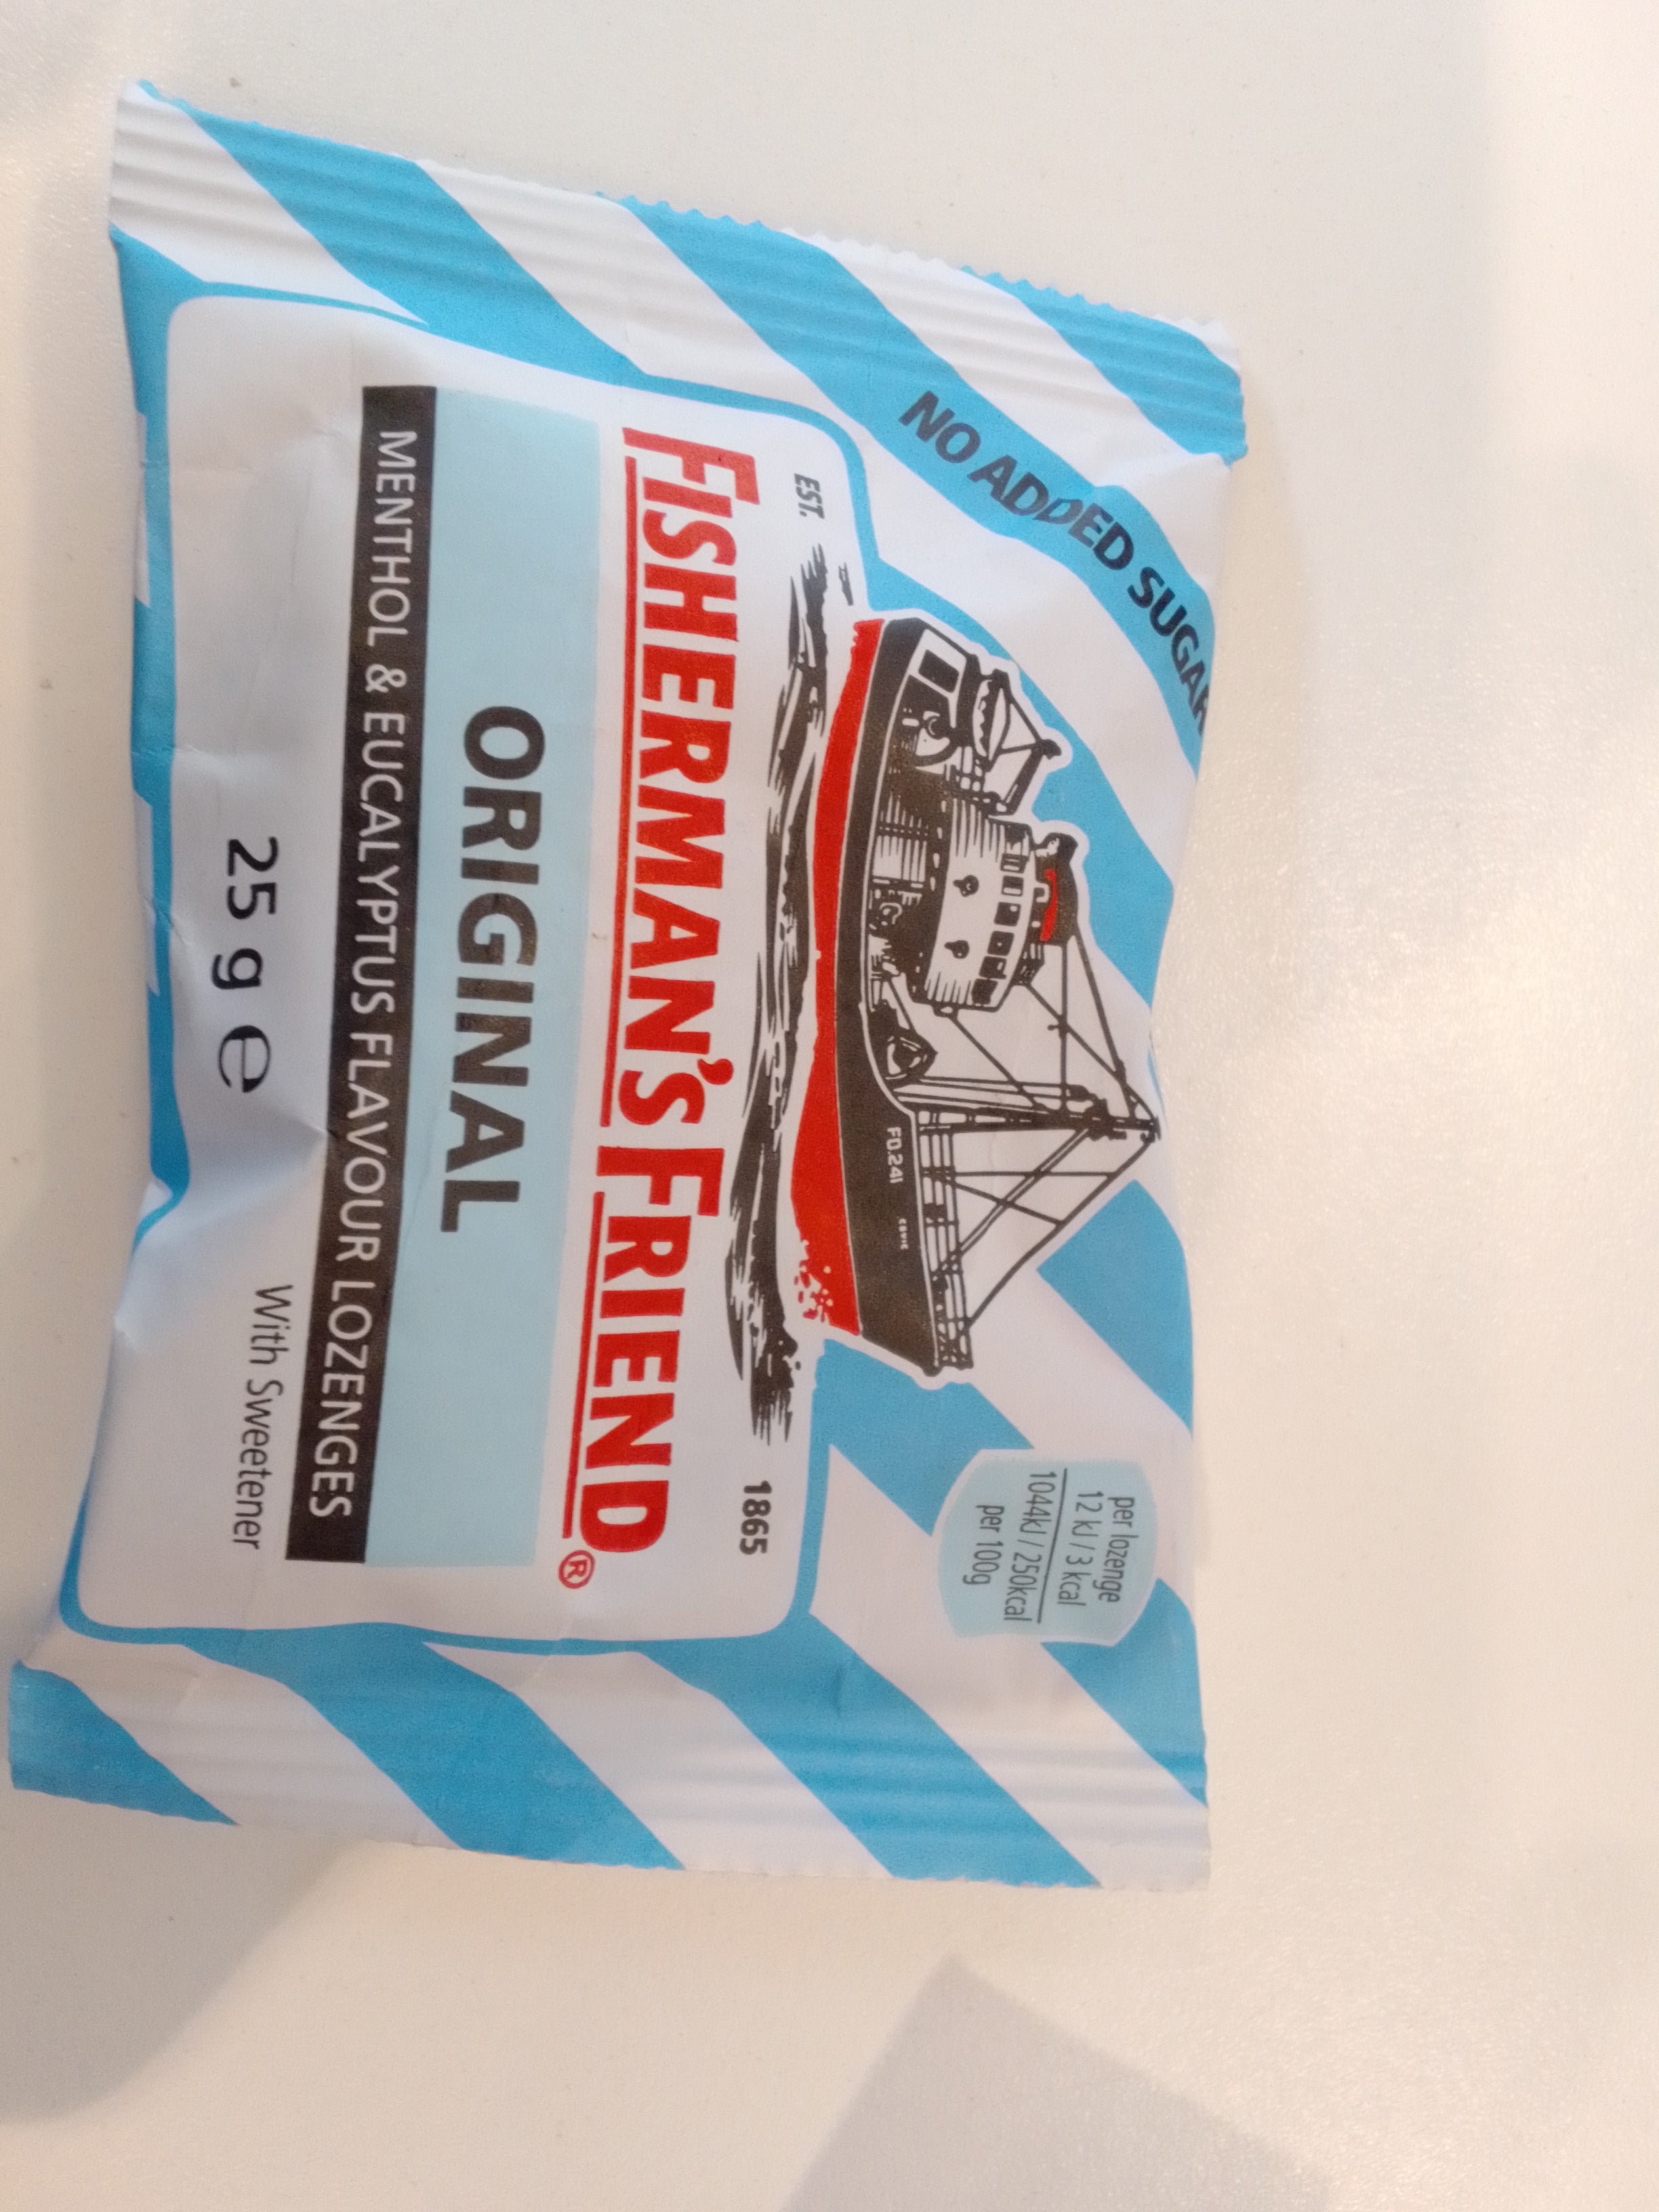 NO ADDED SUGAR
per lozenge
12 kJ / 3 kcal
1044kJ / 250kcal
per 100g
FD.241
EST.
1865
FISHERMAN'S FRIEND®
ORIGINAL
MENTHOL & EUCALYPTUS FLAVOUR LOZENGES
25 g ℮
With Sweetener